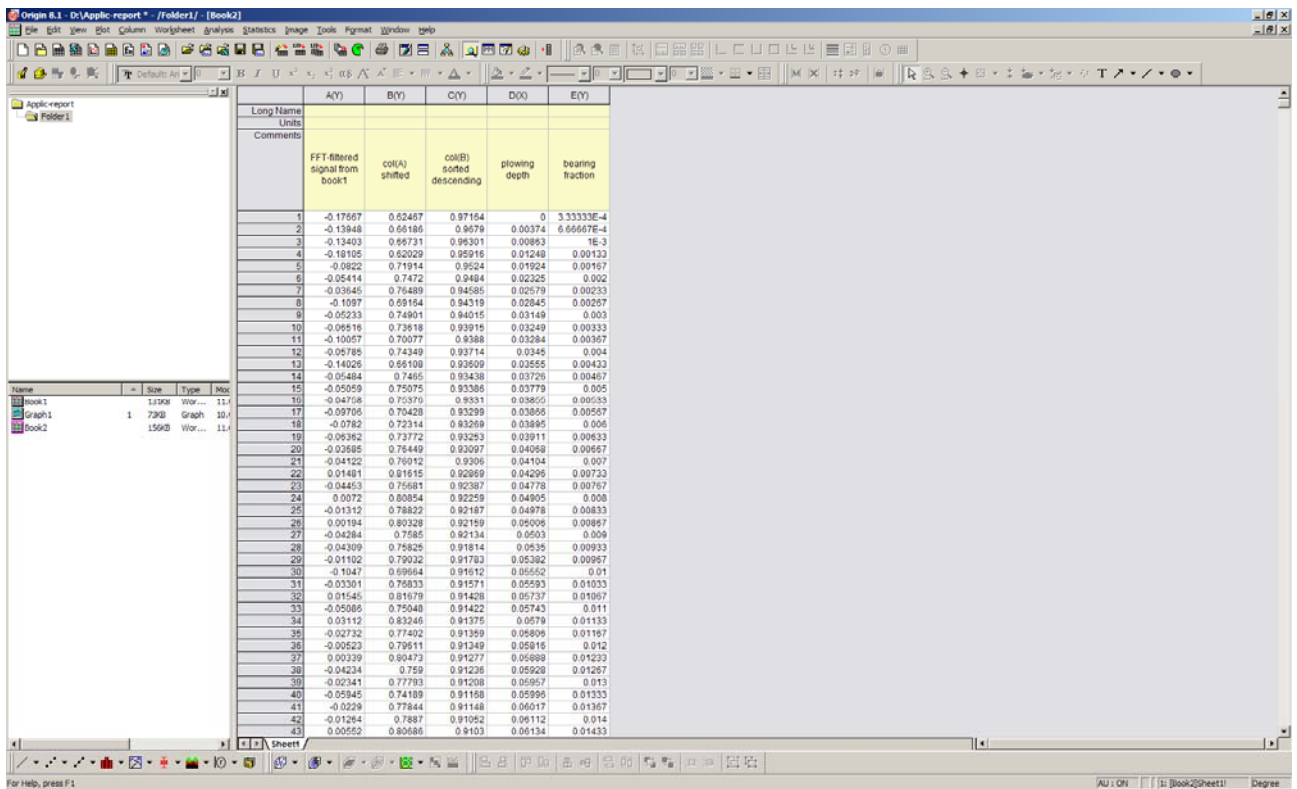 Origin 8.1 - D:\Applic-report * - /Folder1/ - [Book2]
File Edit View Plot Column Worksheet Analysis Statistics Image Tools Format Window Help
Default: Ar 0 B I U
Applic-report
Folder1
A(Y) B(Y) C(Y) D(X) E(Y)
Long Name
Units
Comments
FFT-filtered signal from book1 col(A) shifted col(B) sorted descending plowing depth bearing fraction
1 -0.17667 0.62467 0.97164 0 3.33333E-4
2 -0.13948 0.66186 0.9679 0.00374 6.66667E-4
3 -0.13403 0.66731 0.96301 0.00863 1E-3
4 -0.18105 0.62029 0.95916 0.01248 0.00133
5 -0.0822 0.71914 0.9524 0.01924 0.00167
6 -0.05414 0.7472 0.9484 0.02325 0.002
7 -0.03645 0.76489 0.94585 0.02579 0.00233
8 -0.1097 0.69164 0.94319 0.02845 0.00267
9 -0.05233 0.74901 0.94015 0.03149 0.003
10 -0.06516 0.73618 0.93915 0.03249 0.00333
11 -0.10057 0.70077 0.9388 0.03284 0.00367
12 -0.05785 0.74349 0.93714 0.0345 0.004
13 -0.14026 0.66108 0.93609 0.03555 0.00433
14 -0.05484 0.7465 0.93438 0.03726 0.00467
15 -0.05059 0.75075 0.93386 0.03779 0.005
16 -0.04758 0.75376 0.9331 0.03855 0.00533
17 -0.09706 0.70428 0.93299 0.03866 0.00567
18 -0.0782 0.72314 0.93269 0.03895 0.006
19 -0.06362 0.73772 0.93253 0.03911 0.00633
20 -0.03685 0.76449 0.93097 0.04068 0.00667
21 -0.04122 0.76012 0.9306 0.04104 0.007
22 0.01481 0.81615 0.92869 0.04296 0.00733
23 -0.04453 0.75681 0.92387 0.04778 0.00767
24 0.0072 0.80854 0.92259 0.04905 0.008
25 -0.01312 0.78822 0.92187 0.04978 0.00833
26 0.00194 0.80328 0.92159 0.05006 0.00867
27 -0.04284 0.7585 0.92134 0.0503 0.009
28 -0.04309 0.75825 0.91814 0.0535 0.00933
29 -0.01102 0.79032 0.91783 0.05382 0.00967
30 -0.1047 0.69664 0.91612 0.05552 0.01
31 -0.03301 0.76833 0.91571 0.05593 0.01033
32 0.01545 0.81679 0.91428 0.05737 0.01067
33 -0.05086 0.75048 0.91422 0.05743 0.011
34 0.03112 0.83246 0.91375 0.0579 0.01133
35 -0.02732 0.77402 0.91359 0.05806 0.01167
36 -0.00523 0.79611 0.91349 0.05816 0.012
37 0.00339 0.80473 0.91277 0.05888 0.01233
38 -0.04234 0.759 0.91236 0.05928 0.01267
39 -0.02341 0.77793 0.91208 0.05957 0.013
40 -0.05945 0.74189 0.91168 0.05996 0.01333
41 -0.0229 0.77844 0.91148 0.06017 0.01367
42 -0.01264 0.7887 0.91052 0.06112 0.014
43 0.00552 0.80686 0.9103 0.06134 0.01433
Name Size Type Mod
Book1 131KB Wor... 11.
Graph1 1 73KB Graph 10.
Book2 156KB Wor... 11.
Sheet1
For Help, press F1
AU : ON 1: [Book2]Sheet1! Degree